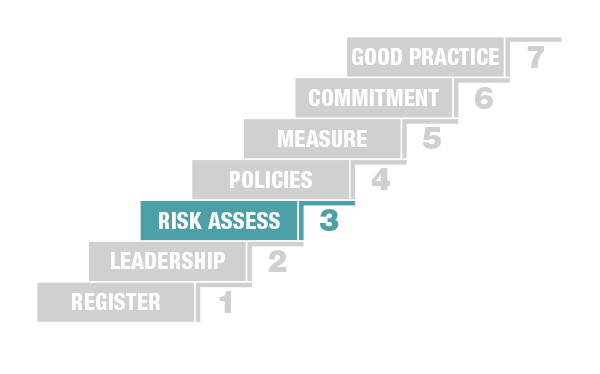 GOOD PRACTICE 7
COMMITMENT 6
MEASURE 5
POLICIES 4
RISK ASSESS 3
LEADERSHIP 2
REGISTER 1